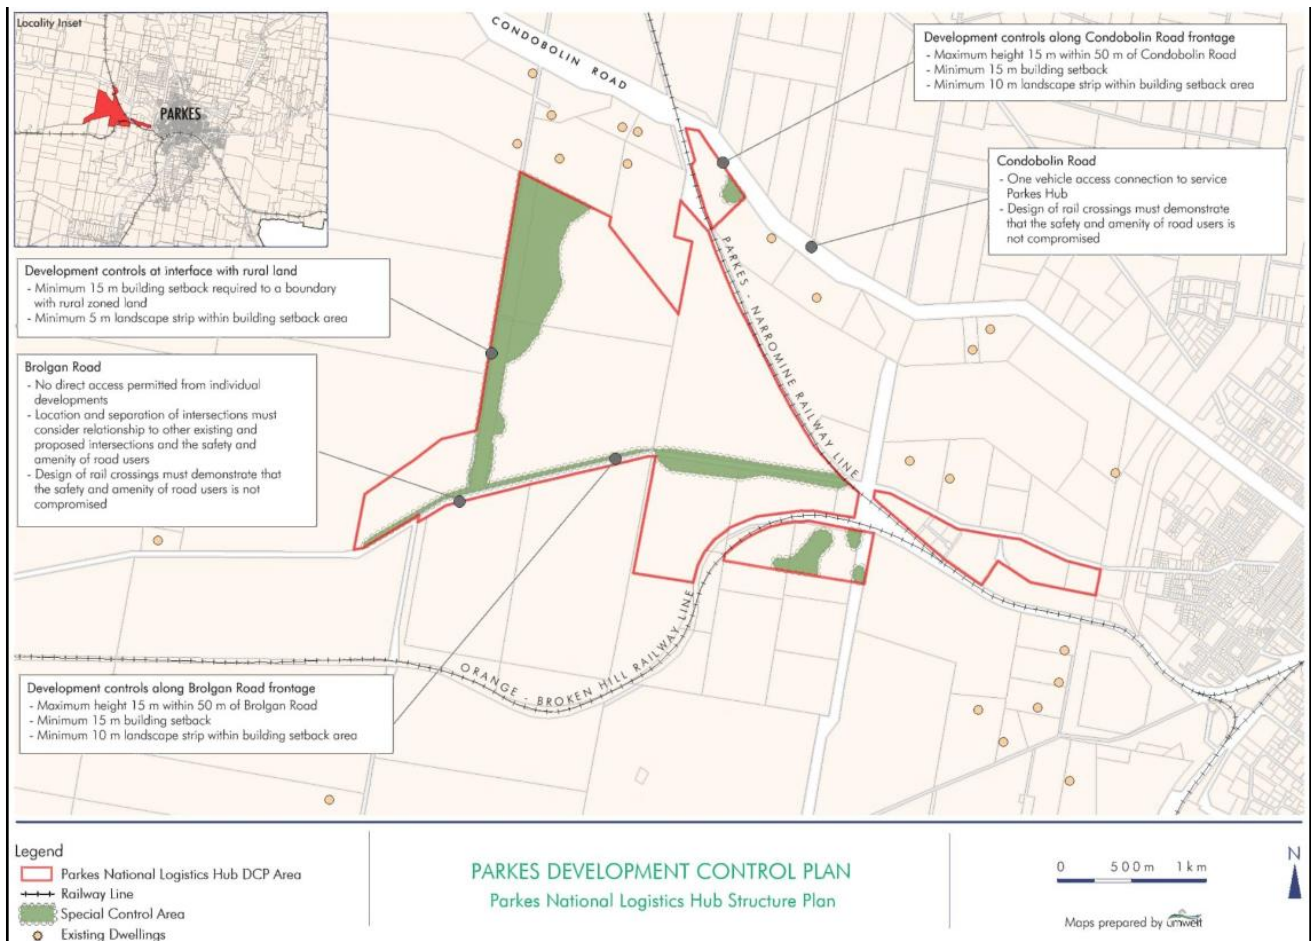 Locality Inset
PARKES
CONDOBOLIN ROAD
Development controls along Condobolin Road frontage
- Maximum height 15 m within 50 m of Condobolin Road
- Minimum 15 m building setback
- Minimum 10 m landscape strip within building setback area
Condobolin Road
- One vehicle access connection to service
Parkes Hub
- Design of rail crossings must demonstrate
that the safety and amenity of road users is
not compromised
Development controls at interface with rural land
- Minimum 15 m building setback required to a boundary
with rural zoned land
- Minimum 5 m landscape strip within building setback area
PARKES - NARROMINE RAILWAY LINE
Brolgan Road
- No direct access permitted from individual
developments
- Location and separation of intersections must
consider relationship to other existing and
proposed intersections and the safety and
amenity of road users
- Design of rail crossings must demonstrate that
the safety and amenity of road users is not
compromised
ORANGE - BROKEN HILL RAILWAY LINE
Development controls along Brolgan Road frontage
- Maximum height 15 m within 50 m of Brolgan Road
- Minimum 15 m building setback
- Minimum 10 m landscape strip within building setback area
Legend
Parkes National Logistics Hub DCP Area
Railway Line
Special Control Area
Existing Dwellings
PARKES DEVELOPMENT CONTROL PLAN
Parkes National Logistics Hub Structure Plan
0 500m 1km
Maps prepared by umwelt
N